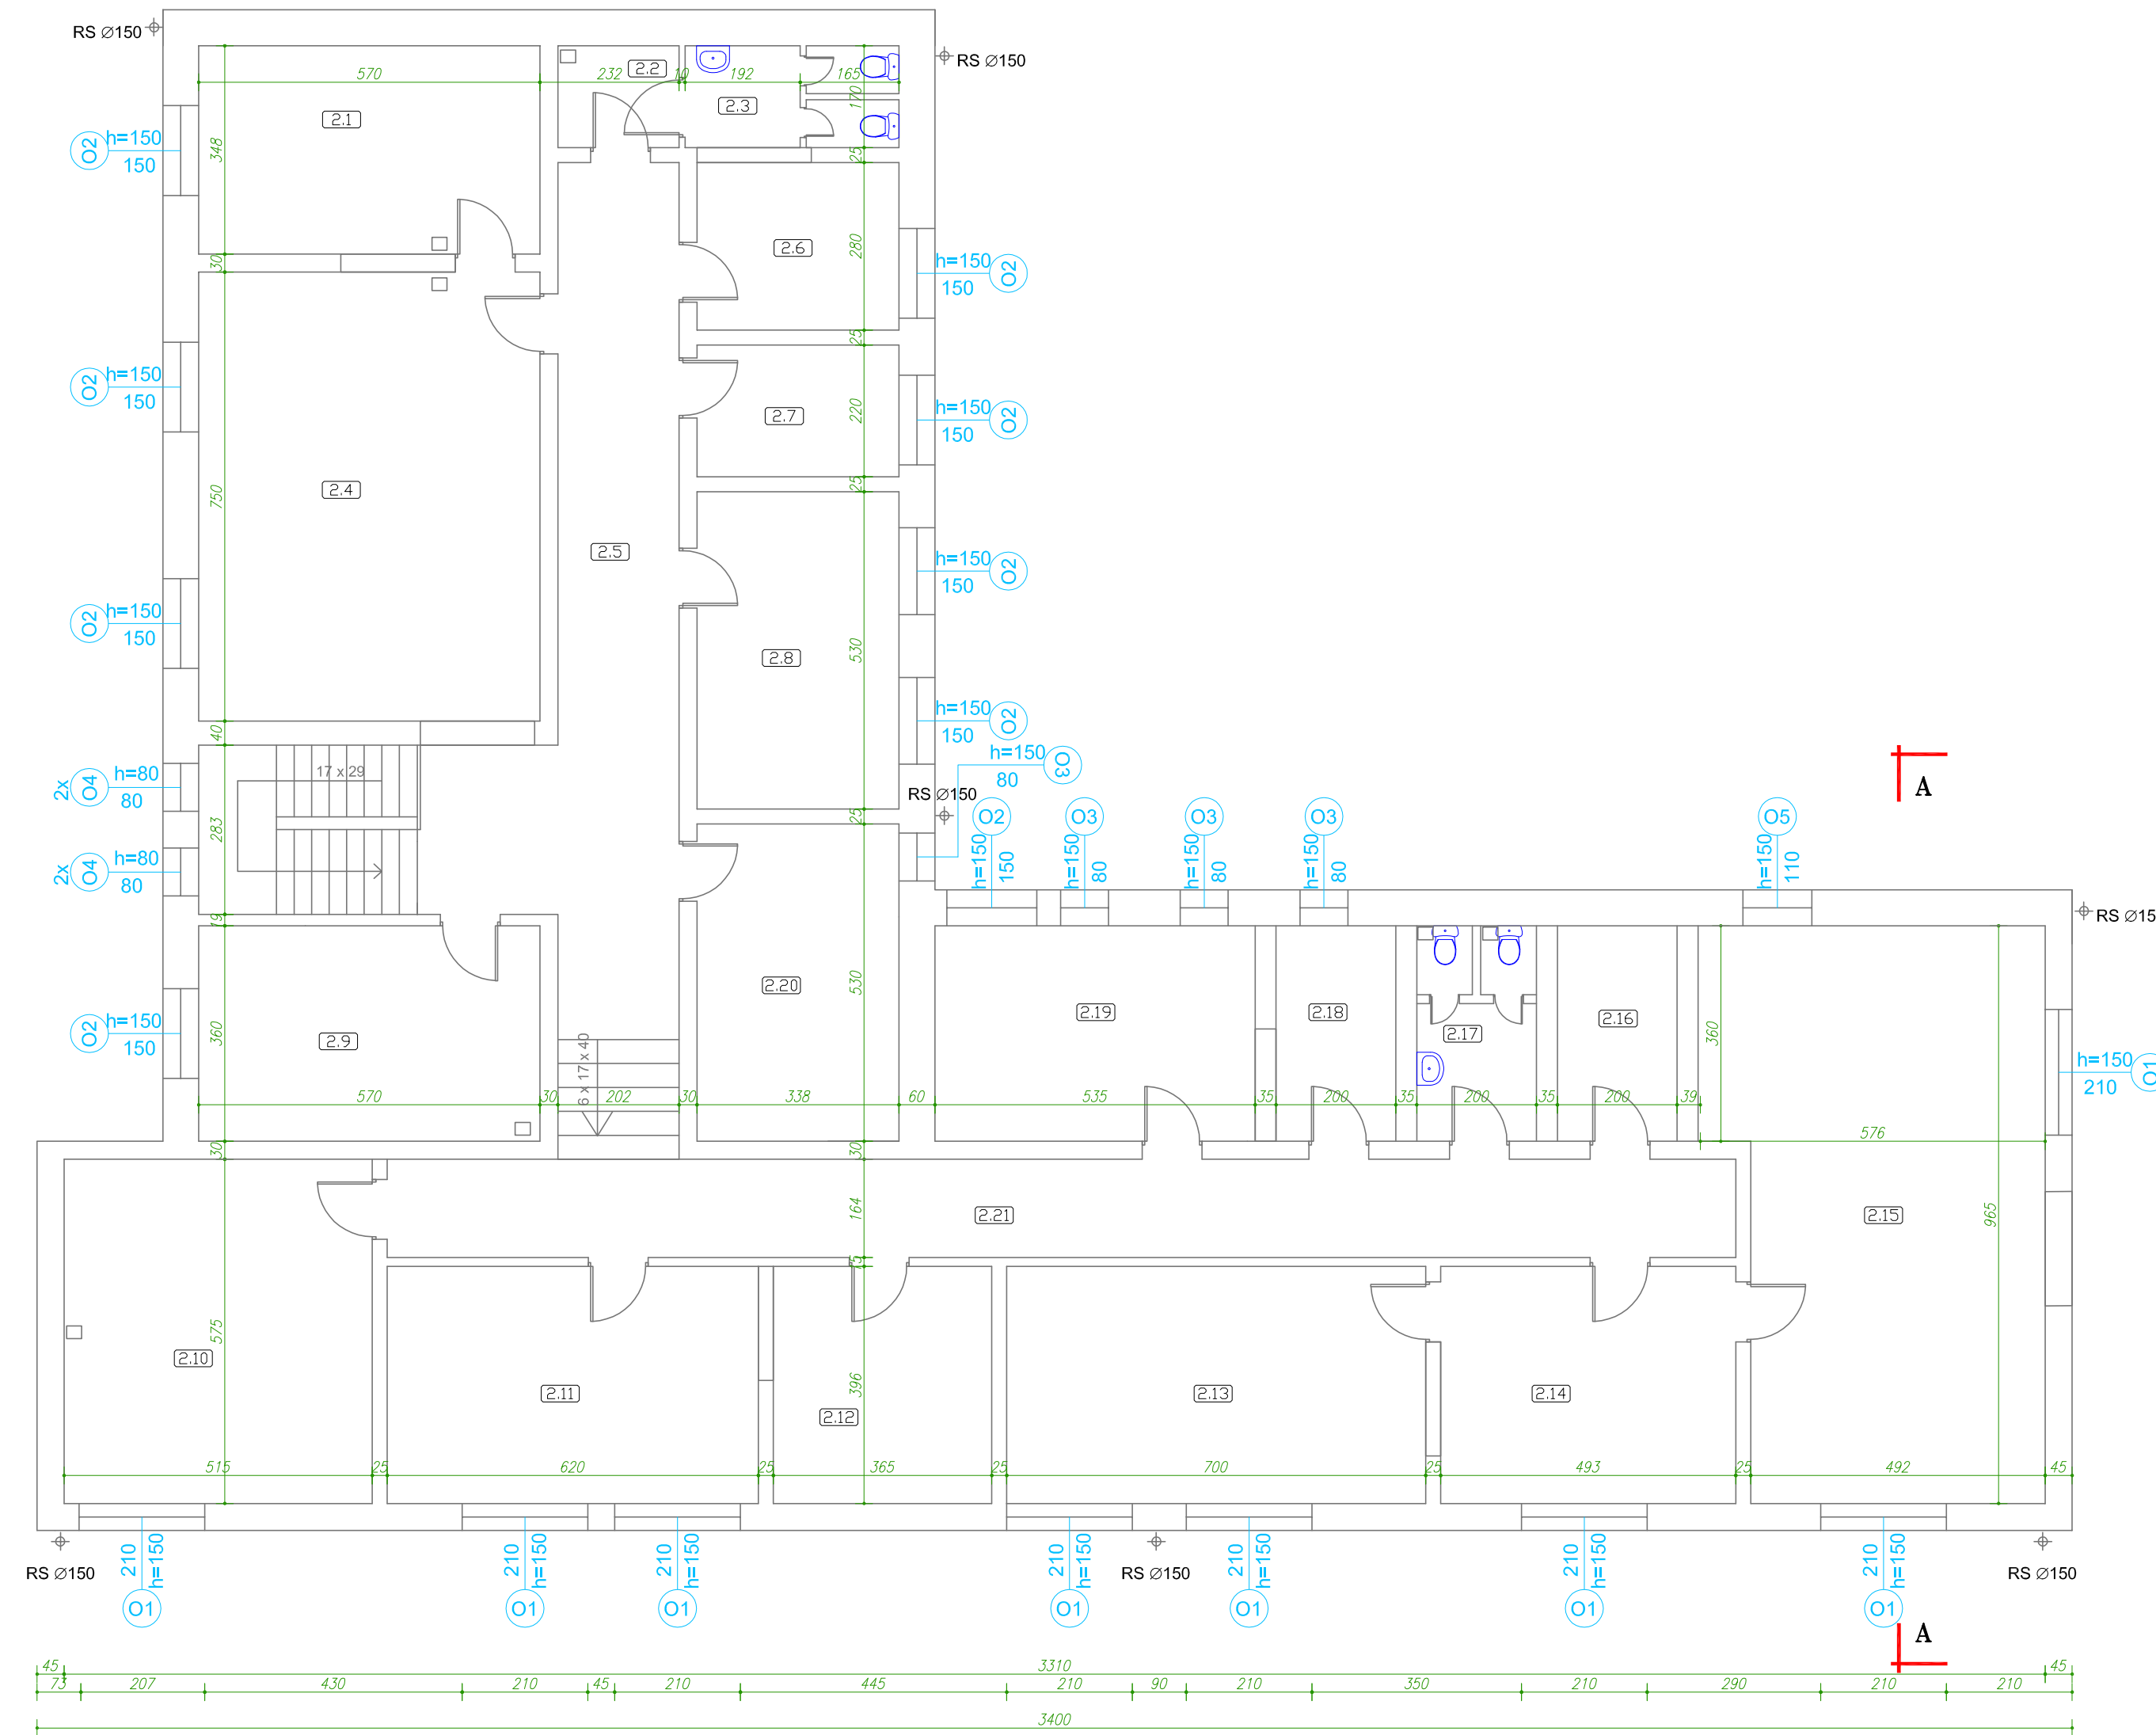 RS ∅150
RS ∅150
570
232
2.2
10
192
165
2.1
2.3
170
O2
h=150
150
348
25
30
2.6
280
h=150
150
O2
25
O2
h=150
150
2.7
220
h=150
150
O2
25
2.4
750
2.5
h=150
150
O2
O2
h=150
150
2.8
530
h=150
150
O2
40
h=150
80
O3
17 x 29
2x
O4
h=80
80
RS ∅150
A
283
25
O2
h=150
150
O3
h=150
80
O3
h=150
80
O3
h=150
80
O5
h=150
110
2x
O4
h=80
80
19
RS ∅15
2.20
530
2.19
2.18
2.17
2.16
O2
h=150
150
360
2.9
6 x 17 x 40
360
h=150
210
O1
570
30
202
30
338
60
535
35
200
35
200
35
200
39
576
30
30
164
2.21
2.15
965
575
2.10
2.11
396
2.12
2.13
2.14
515
25
620
25
365
25
700
25
493
25
492
45
210
h=150
210
h=150
210
h=150
210
h=150
210
h=150
210
h=150
210
h=150
RS ∅150
RS ∅150
RS ∅150
O1
O1
O1
O1
O1
O1
O1
A
45
3310
45
73
207
430
210
45
210
445
210
90
210
350
210
290
210
210
3400